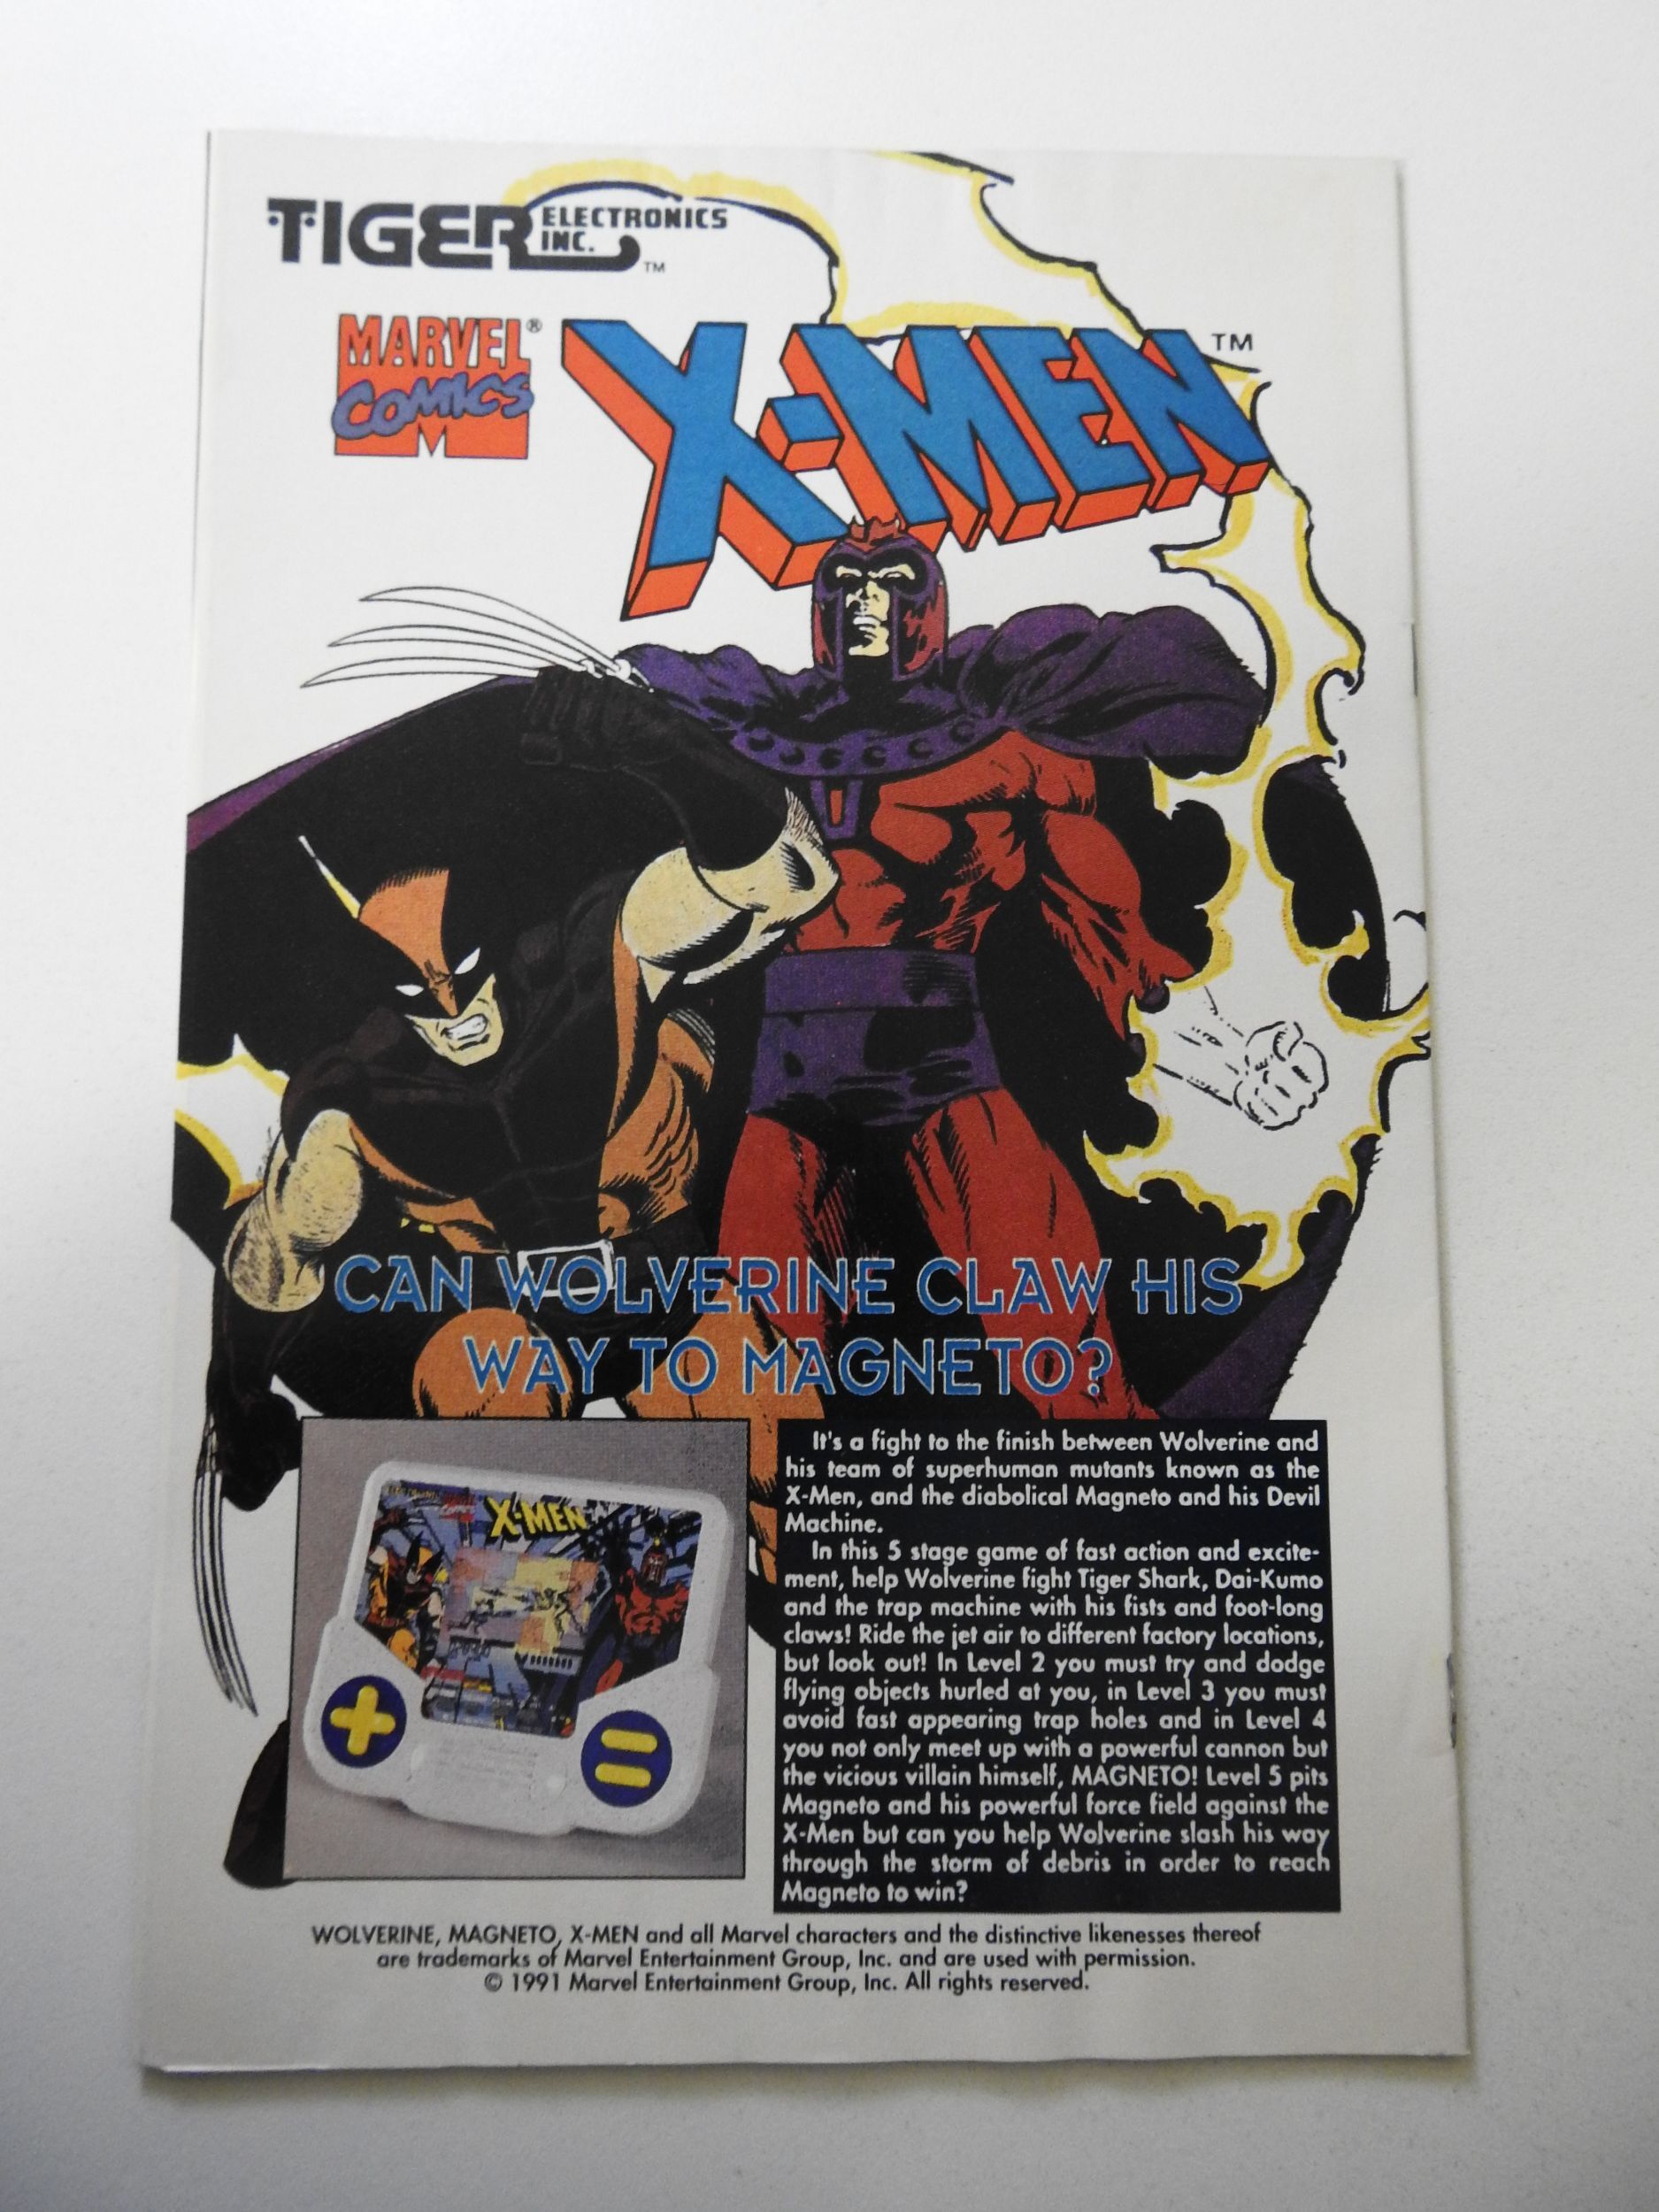 TIGER ELECTRONICS INC. ™
MARVEL® COMICS
X-MEN™
CAN WOLVERINE CLAW HIS
WAY TO MAGNETO?
X-MEN
It's a fight to the finish between Wolverine and
his team of superhuman mutants known as the
X-Men, and the diabolical Magneto and his Devil
Machine.
In this 5 stage game of fast action and excite-
ment, help Wolverine fight Tiger Shark, Dai-Kumo
and the trap machine with his fists and foot-long
claws! Ride the jet air to different factory locations,
but look out! In Level 2 you must try and dodge
flying objects hurled at you, in Level 3 you must
avoid fast appearing trap holes and in Level 4
you not only meet up with a powerful cannon but
the vicious villain himself, MAGNETO! Level 5 pits
Magneto and his powerful force field against the
X-Men but can you help Wolverine slash his way
through the storm of debris in order to reach
Magneto to win?
WOLVERINE, MAGNETO, X-MEN and all Marvel characters and the distinctive likenesses thereof
are trademarks of Marvel Entertainment Group, Inc. and are used with permission.
© 1991 Marvel Entertainment Group, Inc. All rights reserved.